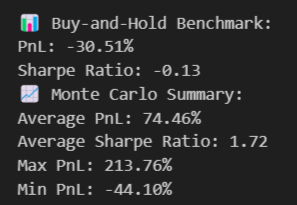 📊 Buy-and-Hold Benchmark:
PnL: -30.51%
Sharpe Ratio: -0.13
📈 Monte Carlo Summary:
Average PnL: 74.46%
Average Sharpe Ratio: 1.72
Max PnL: 213.76%
Min PnL: -44.10%